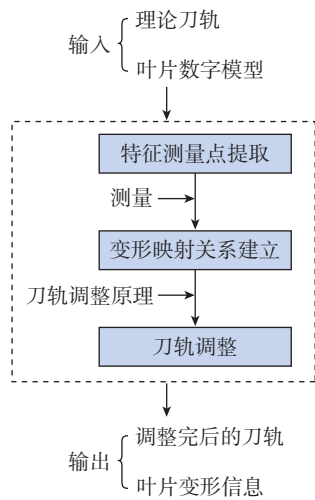 理论刀轨
输入
叶片数字模型
特征测量点提取
测量
变形映射关系建立
刀轨调整原理
刀轨调整
调整完后的刀轨
输出
叶片变形信息